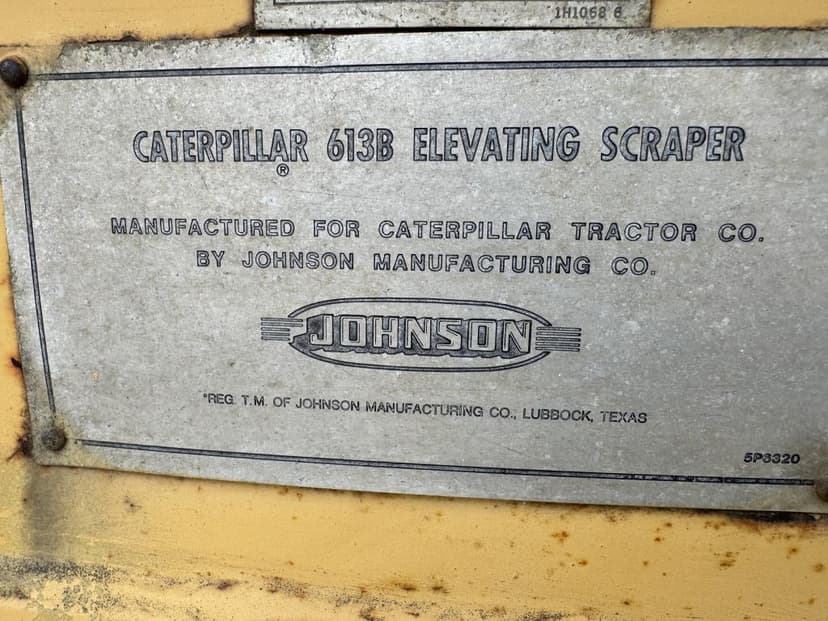 1H1068 6
CATERPILLAR 613B ELEVATING SCRAPER
®
MANUFACTURED FOR CATERPILLAR TRACTOR CO.
BY JOHNSON MANUFACTURING CO.
JOHNSON
*REG. T.M. OF JOHNSON MANUFACTURING CO., LUBBOCK, TEXAS
5P6320